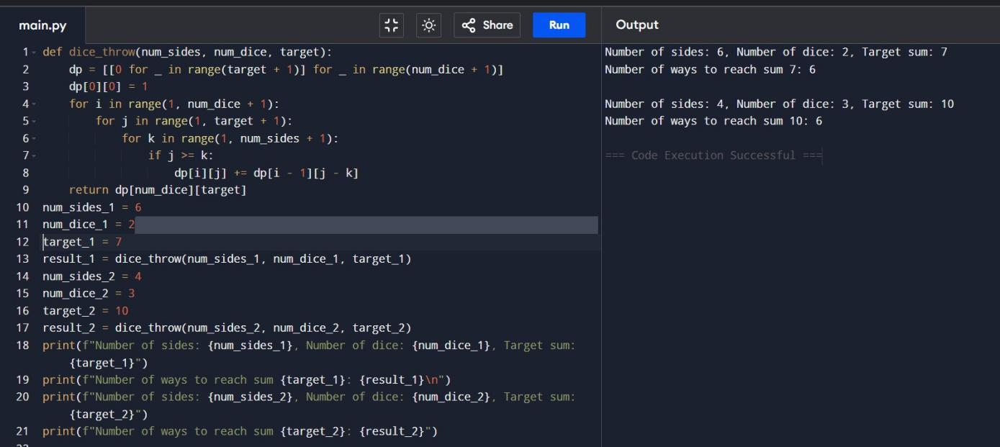 main.py
Share
Run
Output
1 def dice_throw(num_sides, num_dice, target):
2     dp = [[0 for _ in range(target + 1)] for _ in range(num_dice + 1)]
3     dp[0][0] = 1
4     for i in range(1, num_dice + 1):
5         for j in range(1, target + 1):
6             for k in range(1, num_sides + 1):
7                 if j >= k:
8                     dp[i][j] += dp[i - 1][j - k]
9     return dp[num_dice][target]
10 num_sides_1 = 6
11 num_dice_1 = 2
12 target_1 = 7
13 result_1 = dice_throw(num_sides_1, num_dice_1, target_1)
14 num_sides_2 = 4
15 num_dice_2 = 3
16 target_2 = 10
17 result_2 = dice_throw(num_sides_2, num_dice_2, target_2)
18 print(f"Number of sides: {num_sides_1}, Number of dice: {num_dice_1}, Target sum:
{target_1}")
19 print(f"Number of ways to reach sum {target_1}: {result_1}\n")
20 print(f"Number of sides: {num_sides_2}, Number of dice: {num_dice_2}, Target sum:
{target_2}")
21 print(f"Number of ways to reach sum {target_2}: {result_2}")
Number of sides: 6, Number of dice: 2, Target sum: 7
Number of ways to reach sum 7: 6
Number of sides: 4, Number of dice: 3, Target sum: 10
Number of ways to reach sum 10: 6
=== Code Execution Successful ===